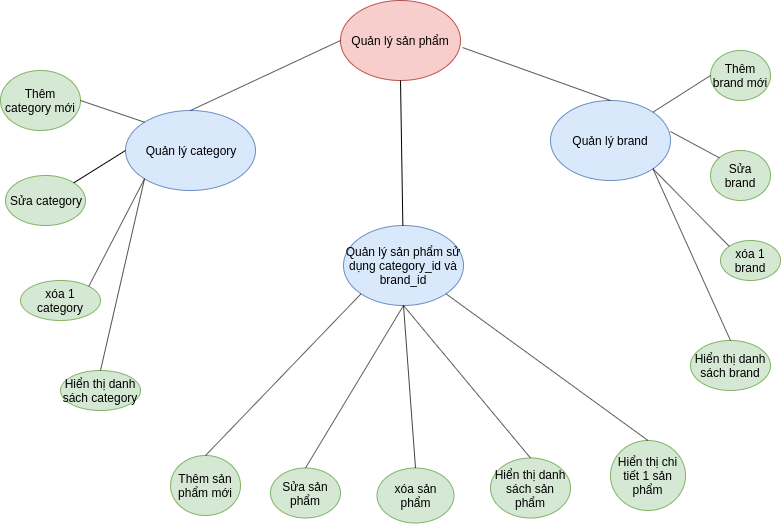 Quản lý sản phẩm
Thêm
category mới
Quản lý category
Sửa category
xóa 1
category
Hiển thị danh
sách category
Quản lý sản phẩm sử
dụng category_id và
brand_id
Thêm sản
phẩm mới
Sửa sản
phẩm
xóa sản
phẩm
Hiển thị danh
sách sản
phẩm
Hiển thị chi
tiết 1 sản
phẩm
Quản lý brand
Thêm
brand mới
Sửa
brand
xóa 1
brand
Hiển thị danh
sách brand